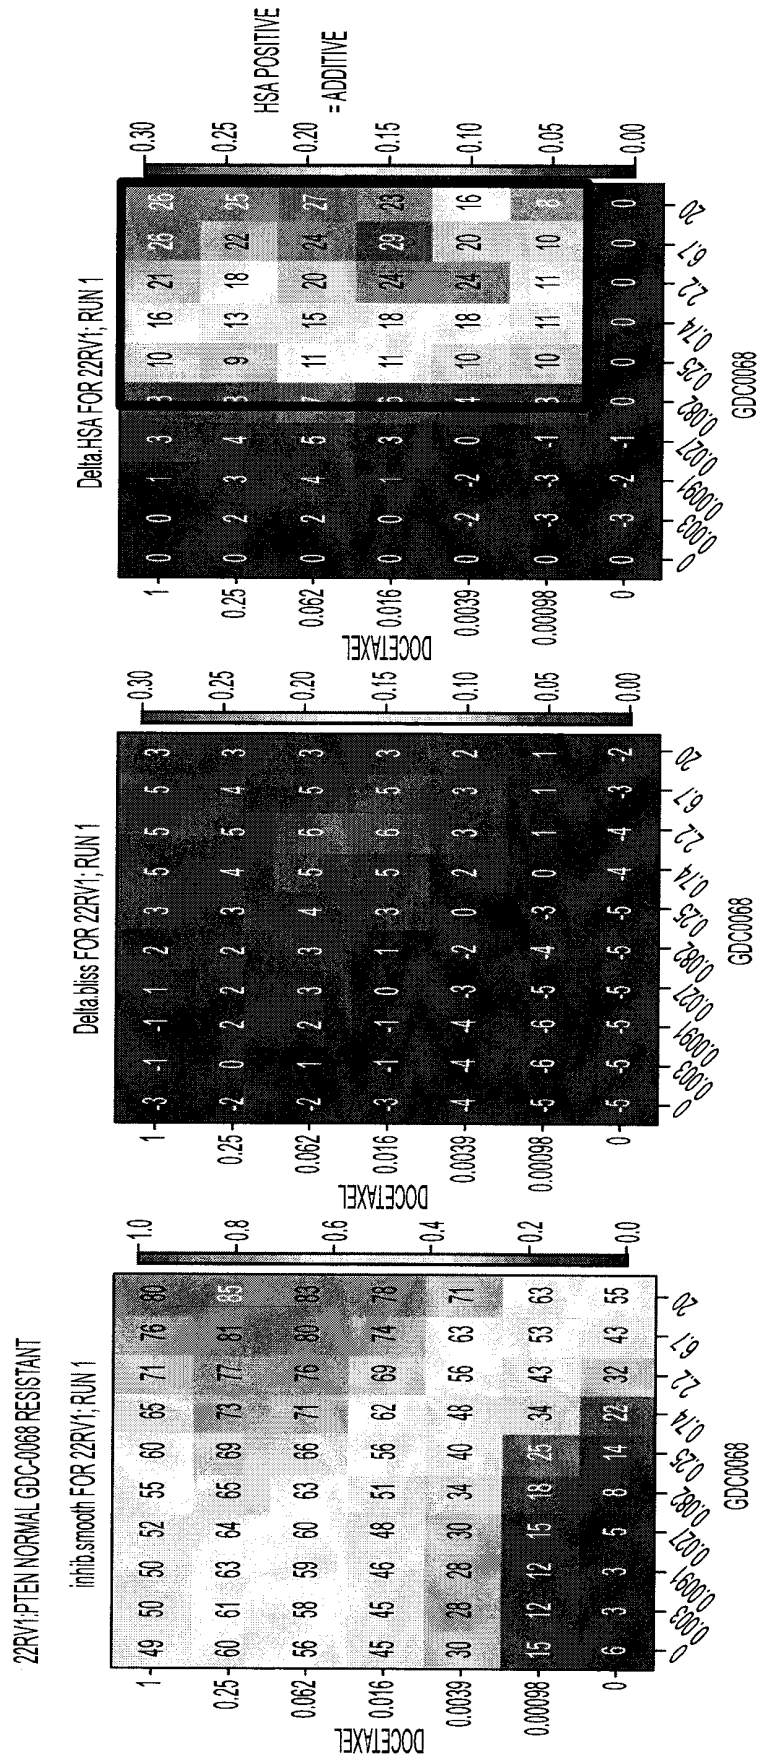 22RV1:PTEN NORMAL GDC-0068 RESISTANT
inhib.smooth FOR 22RV1; RUN 1
DOCETAXEL
1 49 50 50 52 55 60 65 71 76 80
0.25 60 61 63 64 65 69 73 77 81 85
0.062 56 58 59 60 63 66 71 76 80 83
0.016 45 45 46 48 51 56 62 69 74 78
0.0039 30 28 28 30 34 40 48 56 63 71
0.00098 15 12 12 15 18 25 34 43 53 63
0 6 3 3 5 8 14 22 32 43 55
0 0.003 0.0091 0.027 0.082 0.25 0.74 2.2 6.7 20
GDC0068
1.0
0.8
0.6
0.4
0.2
0.0
Delta.bliss FOR 22RV1; RUN 1
DOCETAXEL
1 -3 -1 -1 1 2 3 5 5 5 3
0.25 -2 0 2 2 2 3 4 5 4 3
0.062 -2 1 2 3 3 4 5 6 5 3
0.016 -3 -1 -1 0 1 3 5 6 5 3
0.0039 -4 -4 -4 -3 -2 0 2 3 3 2
0.00098 -5 -6 -6 -5 -4 -3 0 1 1 1
0 -5 -5 -5 -5 -5 -5 -4 -4 -3 -2
0 0.003 0.0091 0.027 0.082 0.25 0.74 2.2 6.7 20
GDC0068
0.30
0.25
0.20
0.15
0.10
0.05
0.00
Delta.HSA FOR 22RV1; RUN 1
DOCETAXEL
1 0 0 1 3 3 10 16 21 26 26
0.25 0 2 3 4 3 9 13 18 22 25
0.062 0 2 4 5 7 11 15 20 24 27
0.016 0 0 1 3 6 11 18 24 29 23
0.0039 0 -2 -2 0 4 10 18 24 20 16
0.00098 0 -3 -3 -1 3 10 11 11 10 8
0 0 -3 -2 -1 0 0 0 0 0 0
0 0.003 0.0091 0.027 0.082 0.25 0.74 2.2 6.7 20
GDC0068
0.30
0.25
0.20
0.15
0.10
0.05
0.00
HSA POSITIVE
= ADDITIVE